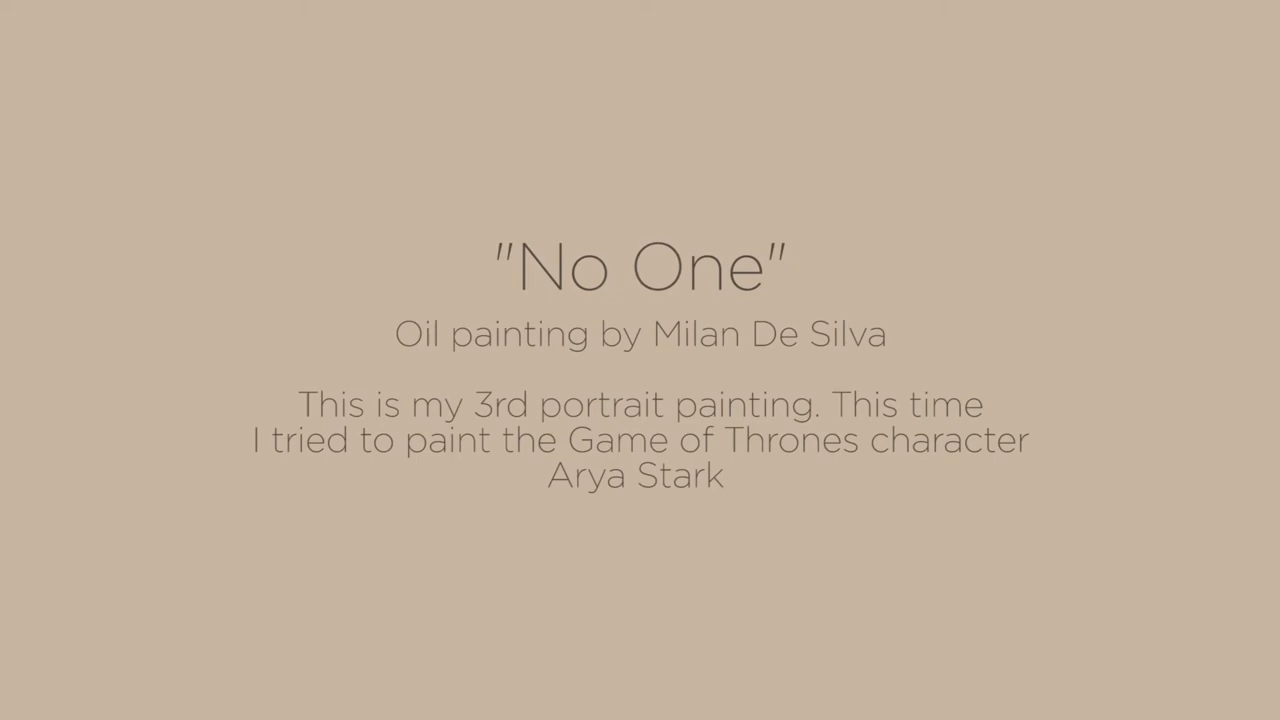 "No One"
Oil painting by Milan De Silva
This is my 3rd portrait painting. This time
I tried to paint the Game of Thrones character
Arya Stark